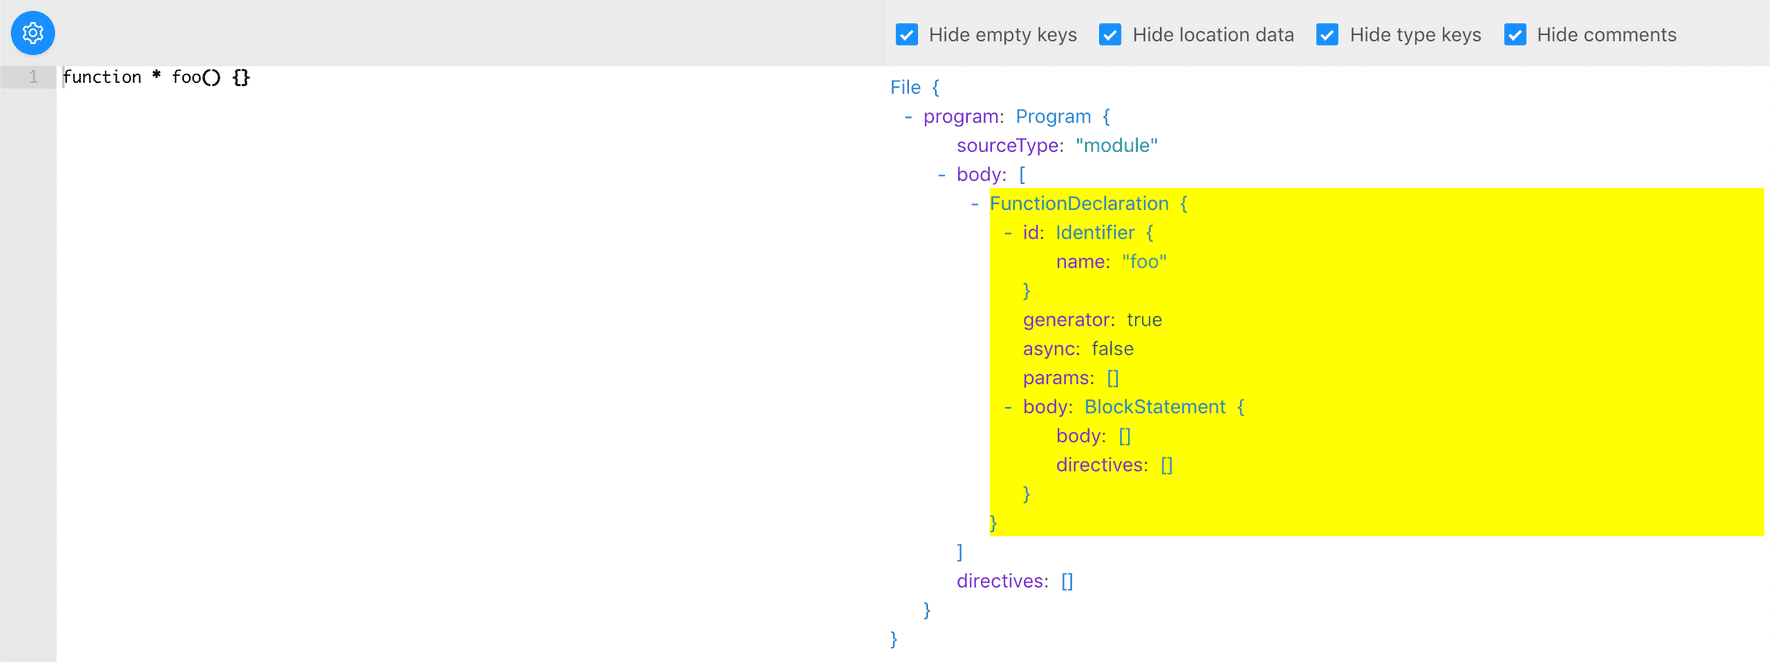 Hide empty keys Hide location data Hide type keys Hide comments
1 function * foo() {}
File {
- program: Program {
sourceType: "module"
- body: [
- FunctionDeclaration {
- id: Identifier {
name: "foo"
}
generator: true
async: false
params: []
- body: BlockStatement {
body: []
directives: []
}
}
]
directives: []
}
}